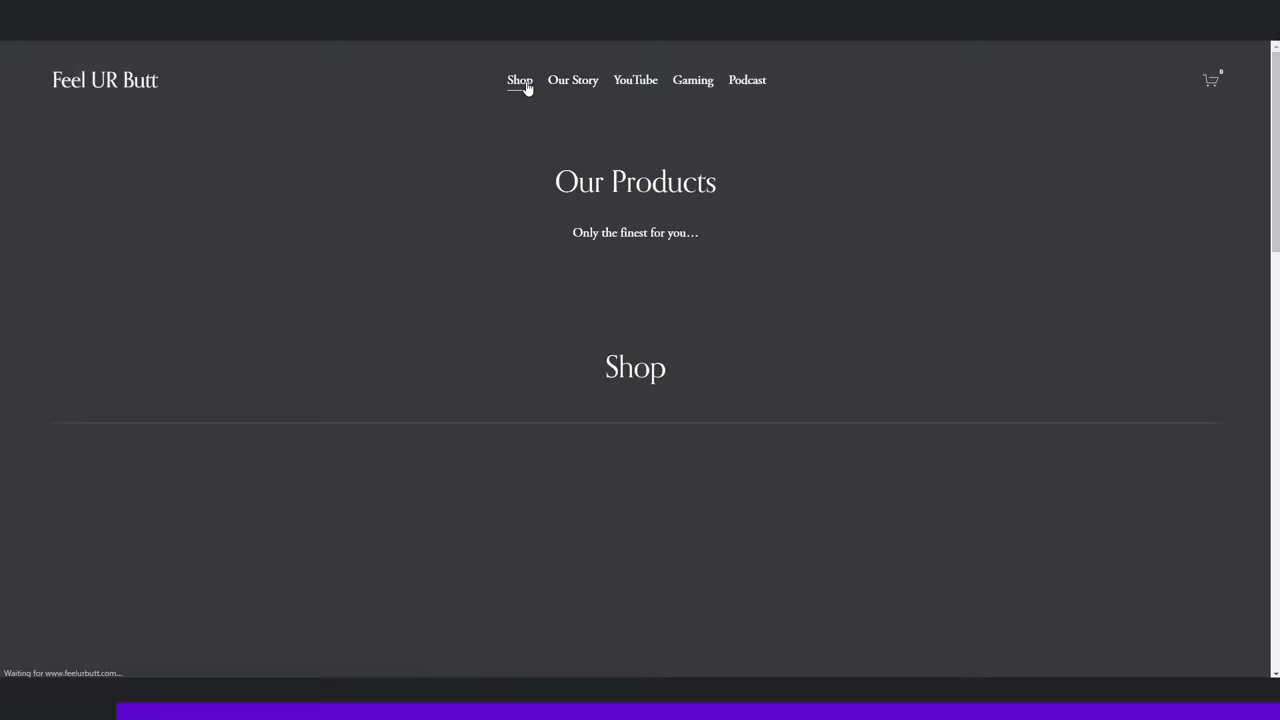 Feel UR Butt
Shop Our Story YouTube Gaming Podcast
0
Our Products
Only the finest for you...
Shop
Waiting for www.feelurbutt.com...